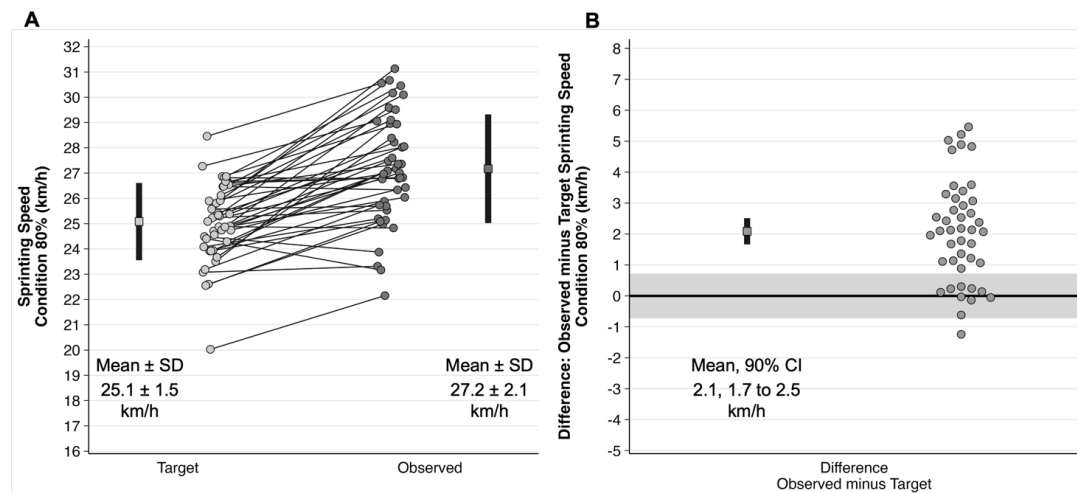 A
Sprinting Speed
Condition 80% (km/h)
32
31
30
29
28
27
26
25
24
23
22
21
20
19
18
17
16
Mean ± SD
25.1 ± 1.5
km/h
Mean ± SD
27.2 ± 2.1
km/h
Target
Observed
B
Difference: Observed minus Target Sprinting Speed
Condition 80% (km/h)
8
7
6
5
4
3
2
1
0
-1
-2
-3
-4
-5
Mean, 90% CI
2.1, 1.7 to 2.5
km/h
Difference
Observed minus Target